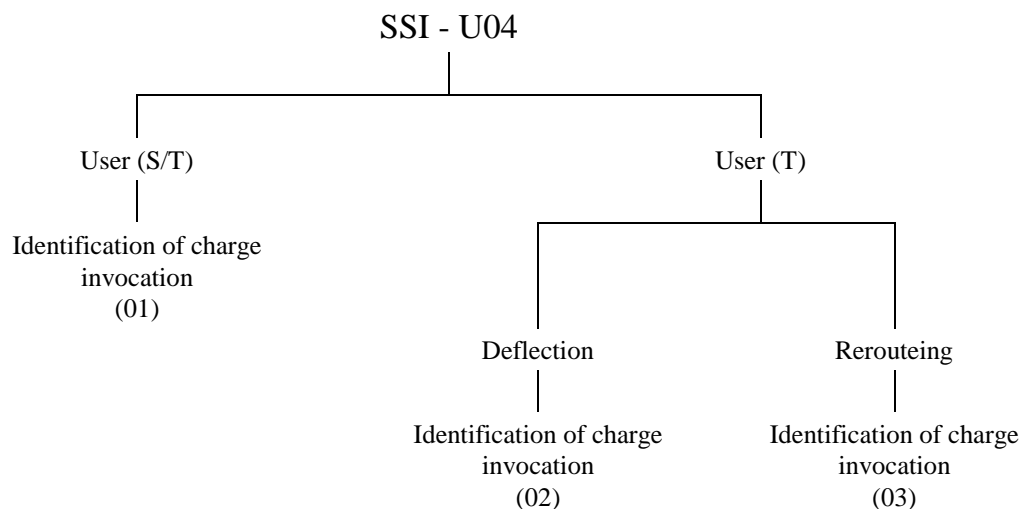 SSI - U04
User (S/T)
User (T)
Identification of charge
invocation
(01)
Deflection
Rerouteing
Identification of charge
invocation
(02)
Identification of charge
invocation
(03)